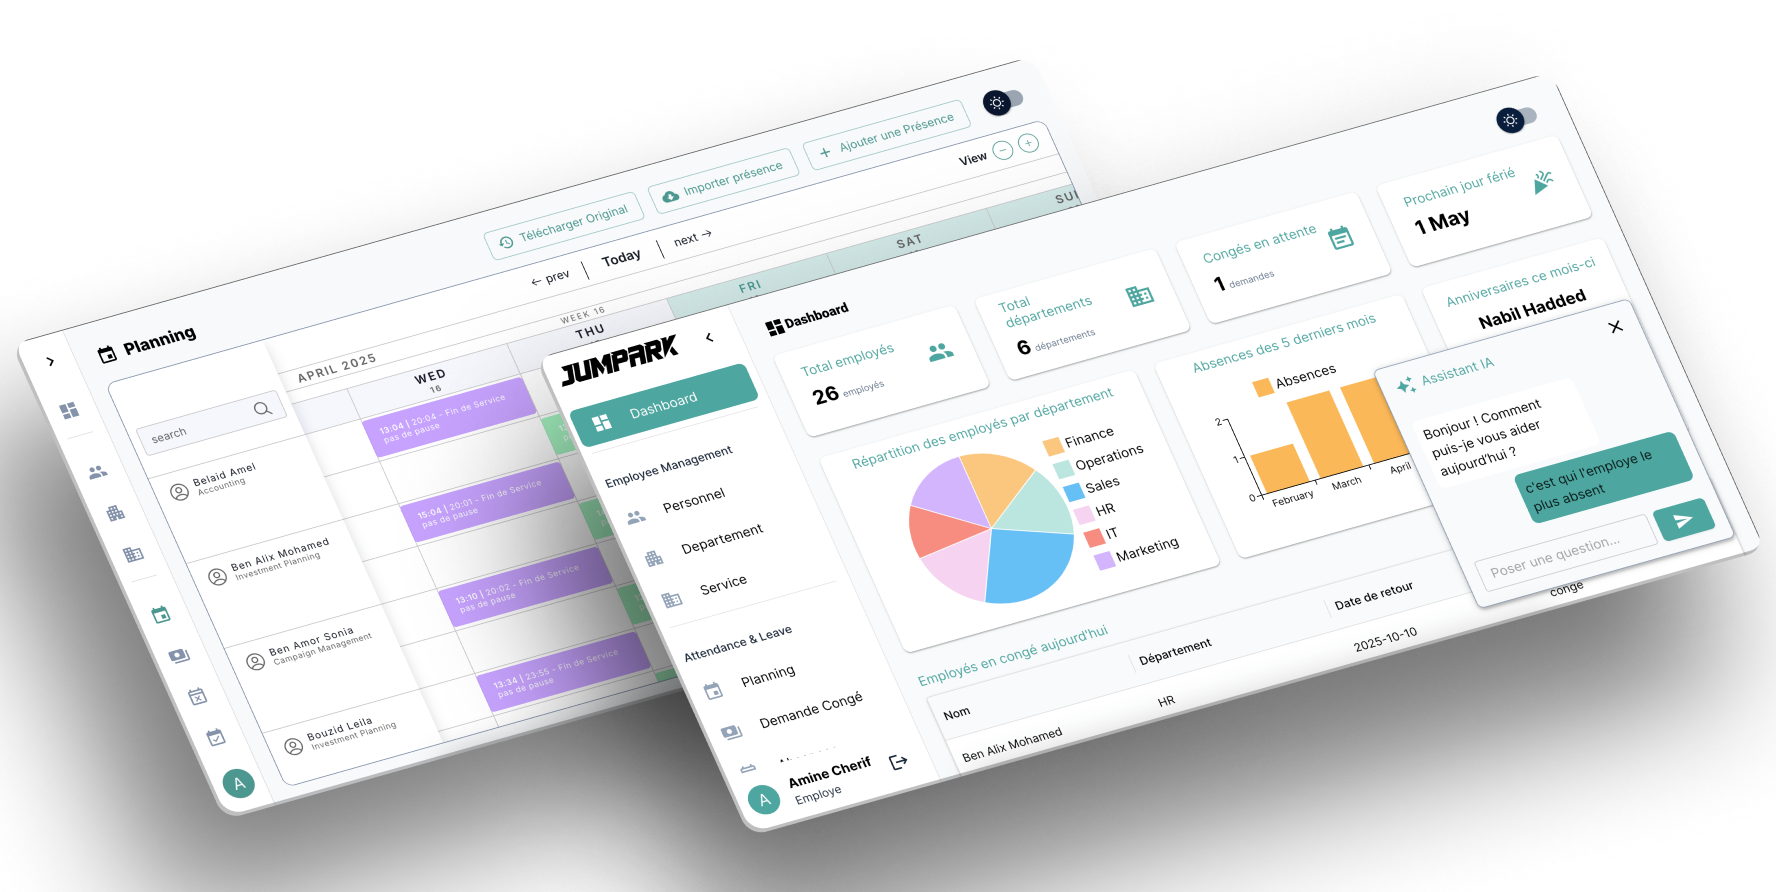 Planning
Télécharger Original
Importer présence
Ajouter une Présence
← prev
Today
next →
View
search
APRIL 2025
WEEK 16
WED
16
THU
FRI
SAT
Belaid Amel
Accounting
Ben Alix Mohamed
Investment Planning
Ben Amor Sonia
Campaign Management
Bouzid Leila
Investment Planning
13:04 | 20:04 - Fin de Service
pas de pause
15:04 | 20:01 - Fin de Service
pas de pause
13:10 | 20:02 - Fin de Service
pas de pause
13:34 | 23:55 - Fin de Service
pas de pause
A
JUMPARK
Dashboard
Employee Management
Personnel
Departement
Service
Attendance & Leave
Planning
Demande Congé
A
Amine Cherif
Employe
Dashboard
Total employés
26 employés
Total
départements
6 départements
Congés en attente
1 demandes
Prochain jour férié
1 May
Anniversaires ce mois-ci
Nabil Hadded
Répartition des employés par département
Finance
Operations
Sales
HR
IT
Marketing
Absences des 5 derniers mois
Absences
2
1
0
February
March
April
Assistant IA
Bonjour ! Comment
puis-je vous aider
aujourd'hui ?
c'est qui l'employe le
plus absent
Poser une question...
Employés en congé aujourd'hui
Nom
Département
Date de retour
congé
Ben Alix Mohamed
HR
2025-10-10